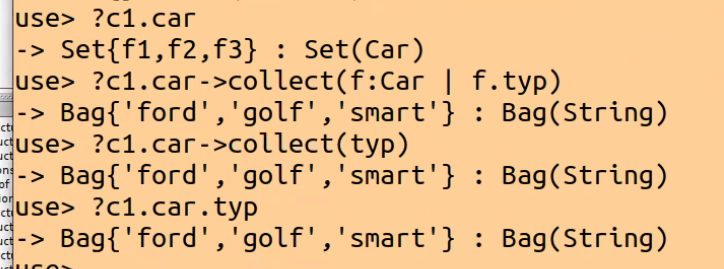 use> ?c1.car
-> Set{f1,f2,f3} : Set(Car)
use> ?c1.car->collect(f:Car | f.typ)
-> Bag{'ford','golf','smart'} : Bag(String)
use> ?c1.car->collect(typ)
-> Bag{'ford','golf','smart'} : Bag(String)
use> ?c1.car.typ
-> Bag{'ford','golf','smart'} : Bag(String)
use>